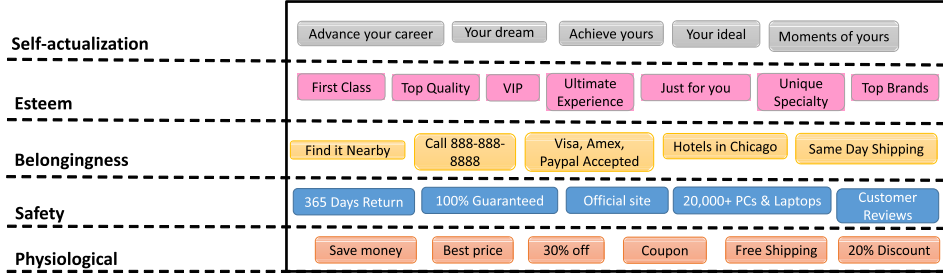 Self-actualization
Advance your career
Your dream
Achieve yours
Your ideal
Moments of yours
Esteem
First Class
Top Quality
VIP
Ultimate
Experience
Just for you
Unique
Specialty
Top Brands
Belongingness
Find it Nearby
Call 888-888-
8888
Visa, Amex,
Paypal Accepted
Hotels in Chicago
Same Day Shipping
Safety
365 Days Return
100% Guaranteed
Official site
20,000+ PCs & Laptops
Customer
Reviews
Physiological
Save money
Best price
30% off
Coupon
Free Shipping
20% Discount